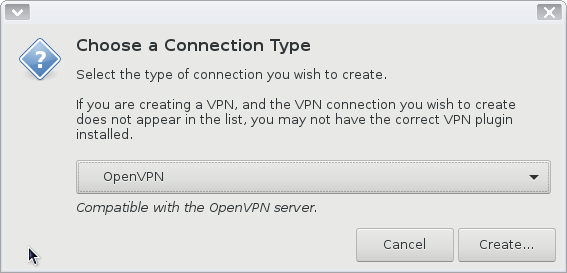 Choose a Connection Type
Select the type of connection you wish to create.
If you are creating a VPN, and the VPN connection you wish to create
does not appear in the list, you may not have the correct VPN plugin
installed.
OpenVPN
Compatible with the OpenVPN server.
Cancel
Create...